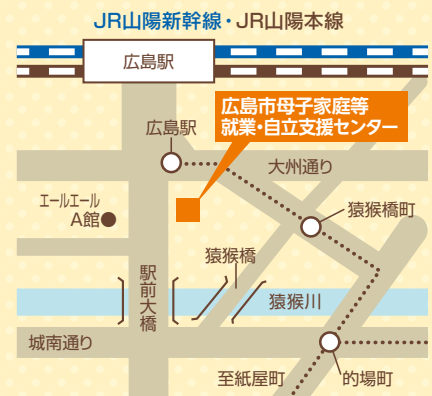 JR山陽新幹線・JR山陽本線
広島駅
広島市母子家庭等
就業・自立支援センター
広島駅
大州通り
エールエール
A館
猿猴橋町
猿猴橋
駅前大橋
猿猴川
城南通り
至紙屋町
的場町